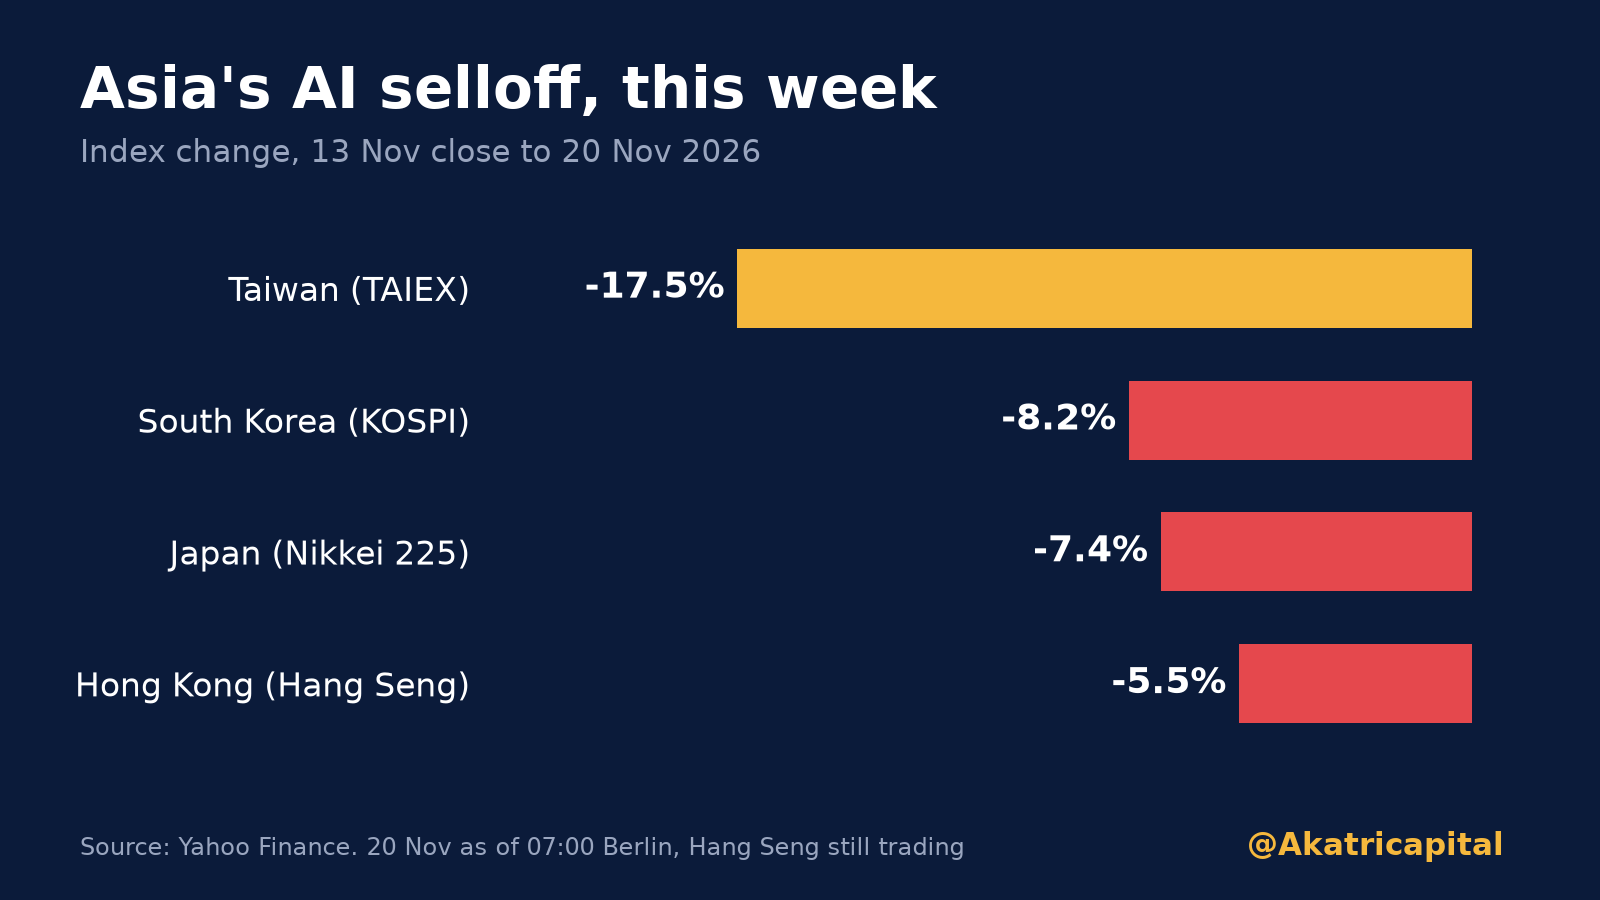 Asia's AI selloff, this week
Index change, 13 Nov close to 20 Nov 2026
Taiwan (TAIEX) -17.5%
South Korea (KOSPI) -8.2%
Japan (Nikkei 225) -7.4%
Hong Kong (Hang Seng) -5.5%
Source: Yahoo Finance. 20 Nov as of 07:00 Berlin, Hang Seng still trading
@Akatricapital